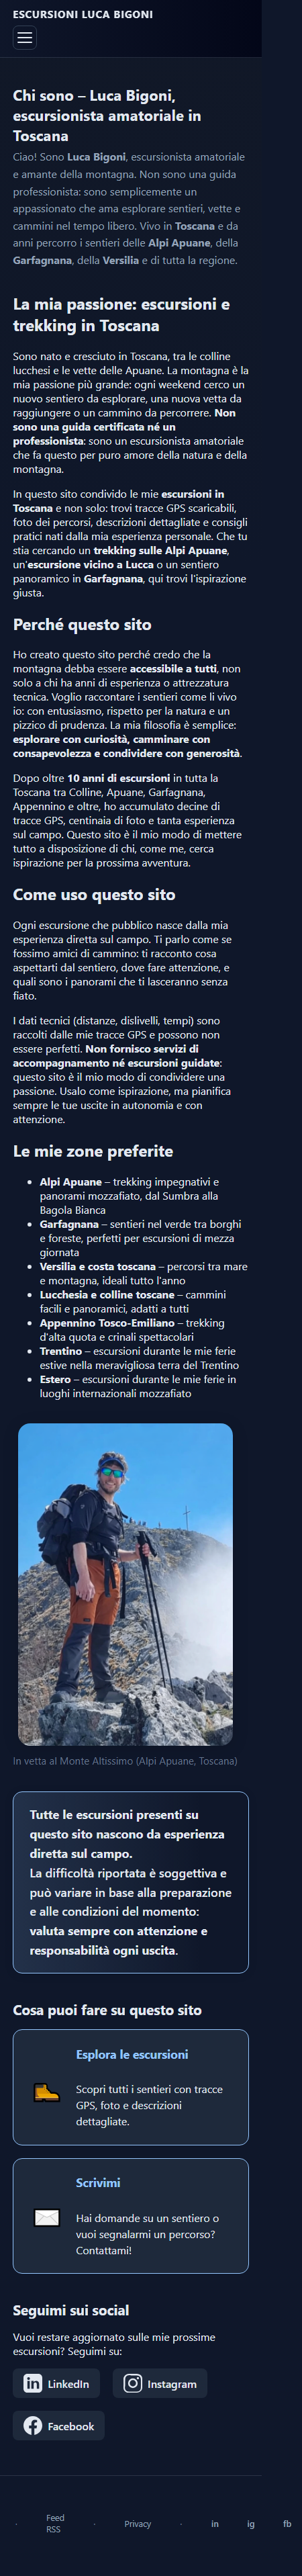 ESCURSIONI LUCA BIGONI
Chi sono – Luca Bigoni,
escursionista amatoriale in
Toscana
Ciao! Sono Luca Bigoni, escursionista amatoriale
e amante della montagna. Non sono una guida
professionista: sono semplicemente un
appassionato che ama esplorare sentieri, vette e
cammini nel tempo libero. Vivo in Toscana e da
anni percorro i sentieri delle Alpi Apuane, della
Garfagnana, della Versilia e di tutta la regione.
La mia passione: escursioni e
trekking in Toscana
Sono nato e cresciuto in Toscana, tra le colline
lucchesi e le vette delle Apuane. La montagna è la
mia passione più grande: ogni weekend cerco un
nuovo sentiero da esplorare, una nuova vetta da
raggiungere o un cammino da percorrere. Non
sono una guida certificata né un
professionista: sono un escursionista amatoriale
che fa questo per puro amore della natura e della
montagna.
In questo sito condivido le mie escursioni in
Toscana e non solo: trovi tracce GPS scaricabili,
foto dei percorsi, descrizioni dettagliate e consigli
pratici nati dalla mia esperienza personale. Che tu
stia cercando un trekking sulle Alpi Apuane,
un'escursione vicino a Lucca o un sentiero
panoramico in Garfagnana, qui trovi l'ispirazione
giusta.
Perché questo sito
Ho creato questo sito perché credo che la
montagna debba essere accessibile a tutti, non
solo a chi ha anni di esperienza o attrezzatura
tecnica. Voglio raccontare i sentieri come li vivo
io: con entusiasmo, rispetto per la natura e un
pizzico di prudenza. La mia filosofia è semplice:
esplorare con curiosità, camminare con
consapevolezza e condividere con generosità.
Dopo oltre 10 anni di escursioni in tutta la
Toscana tra Colline, Apuane, Garfagnana,
Appennino e oltre, ho accumulato decine di
tracce GPS, centinaia di foto e tanta esperienza
sul campo. Questo sito è il mio modo di mettere
tutto a disposizione di chi, come me, cerca
ispirazione per la prossima avventura.
Come uso questo sito
Ogni escursione che pubblico nasce dalla mia
esperienza diretta sul campo. Ti parlo come se
fossimo amici di cammino: ti racconto cosa
aspettarti dal sentiero, dove fare attenzione, e
quali sono i panorami che ti lasceranno senza
fiato.
I dati tecnici (distanze, dislivelli, tempi) sono
raccolti dalle mie tracce GPS e possono non
essere perfetti. Non fornisco servizi di
accompagnamento né escursioni guidate:
questo sito è il mio modo di condividere una
passione. Usalo come ispirazione, ma pianifica
sempre le tue uscite in autonomia e con
attenzione.
Le mie zone preferite
• Alpi Apuane – trekking impegnativi e
panorami mozzafiato, dal Sumbra alla
Bagola Bianca
• Garfagnana – sentieri nel verde tra borghi
e foreste, perfetti per escursioni di mezza
giornata
• Versilia e costa toscana – percorsi tra mare
e montagna, ideali tutto l'anno
• Lucchesia e colline toscane – cammini
facili e panoramici, adatti a tutti
• Appennino Tosco-Emiliano – trekking
d'alta quota e crinali spettacolari
• Trentino – escursioni durante le mie ferie
estive nella meravigliosa terra del Trentino
• Estero – escursioni durante le mie ferie in
luoghi internazionali mozzafiato
In vetta al Monte Altissimo (Alpi Apuane, Toscana)
Tutte le escursioni presenti su
questo sito nascono da esperienza
diretta sul campo.
La difficoltà riportata è soggettiva e
può variare in base alla preparazione
e alle condizioni del momento:
valuta sempre con attenzione e
responsabilità ogni uscita.
Cosa puoi fare su questo sito
Esplora le escursioni
Scopri tutti i sentieri con tracce
GPS, foto e descrizioni
dettagliate.
Scrivimi
Hai domande su un sentiero o
vuoi segnalarmi un percorso?
Contattami!
Seguimi sui social
Vuoi restare aggiornato sulle mie prossime
escursioni? Seguimi su:
LinkedIn Instagram
Facebook
· Feed
RSS · Privacy · in ig fb